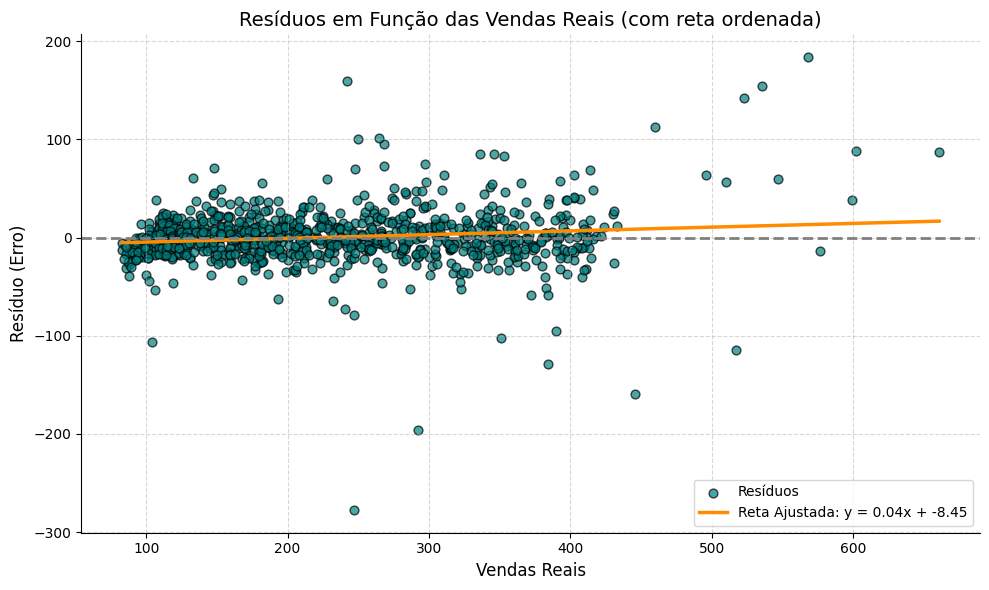 Resíduos em Função das Vendas Reais (com reta ordenada)
Resíduo (Erro)
200
100
0
−100
−200
−300
100
200
300
400
500
600
Vendas Reais
Resíduos
Reta Ajustada: y = 0.04x + -8.45